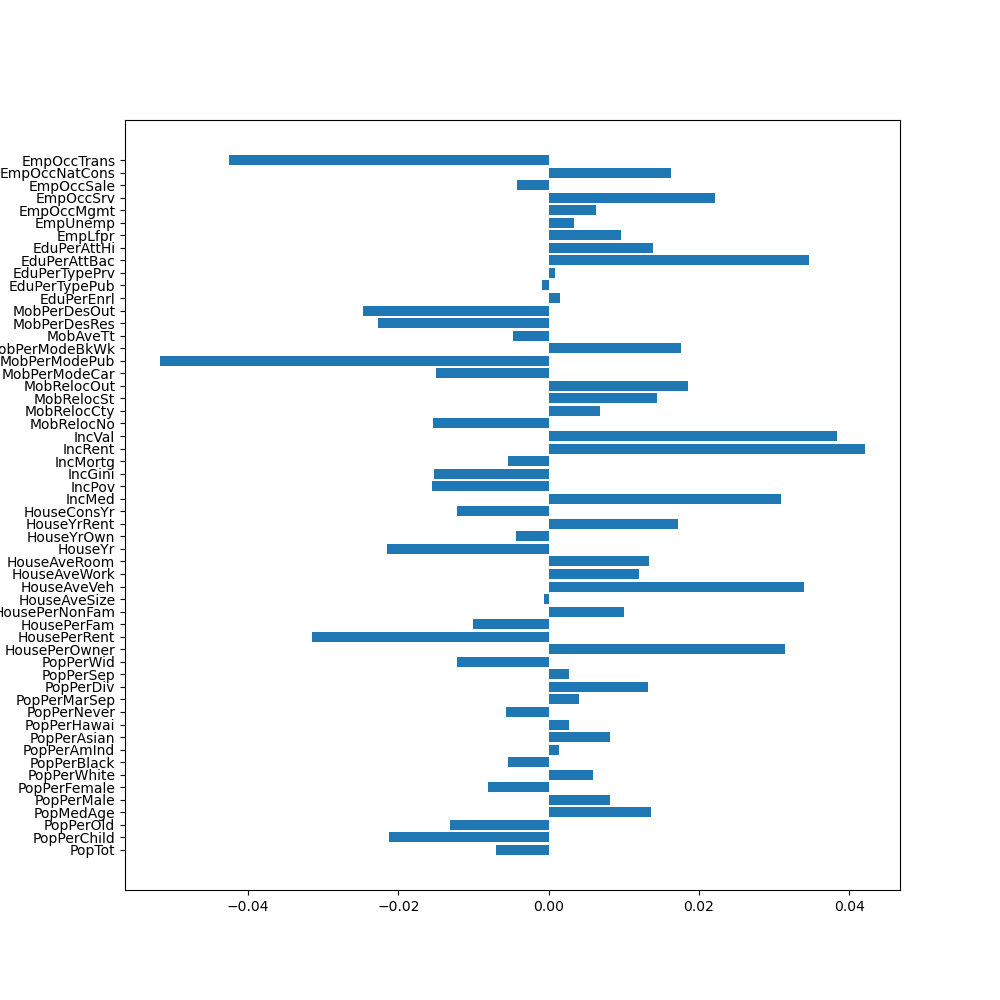 EmpOccTrans
EmpOccNatCons
EmpOccSale
EmpOccSrv
EmpOccMgmt
EmpUnemp
EmpLfpr
EduPerAttHi
EduPerAttBac
EduPerTypePrv
EduPerTypePub
EduPerEnrl
MobPerDesOut
MobPerDesRes
MobAveTt
obPerModeBkWk
MobPerModePub
MobPerModeCar
MobRelocOut
MobRelocSt
MobRelocCty
MobRelocNo
IncVal
IncRent
IncMortg
IncGini
IncPov
IncMed
HouseConsYr
HouseYrRent
HouseYrOwn
HouseYr
HouseAveRoom
HouseAveWork
HouseAveVeh
HouseAveSize
HousePerNonFam
HousePerFam
HousePerRent
HousePerOwner
PopPerWid
PopPerSep
PopPerDiv
PopPerMarSep
PopPerNever
PopPerHawai
PopPerAsian
PopPerAmInd
PopPerBlack
PopPerWhite
PopPerFemale
PopPerMale
PopMedAge
PopPerOld
PopPerChild
PopTot
−0.04 −0.02 0.00 0.02 0.04